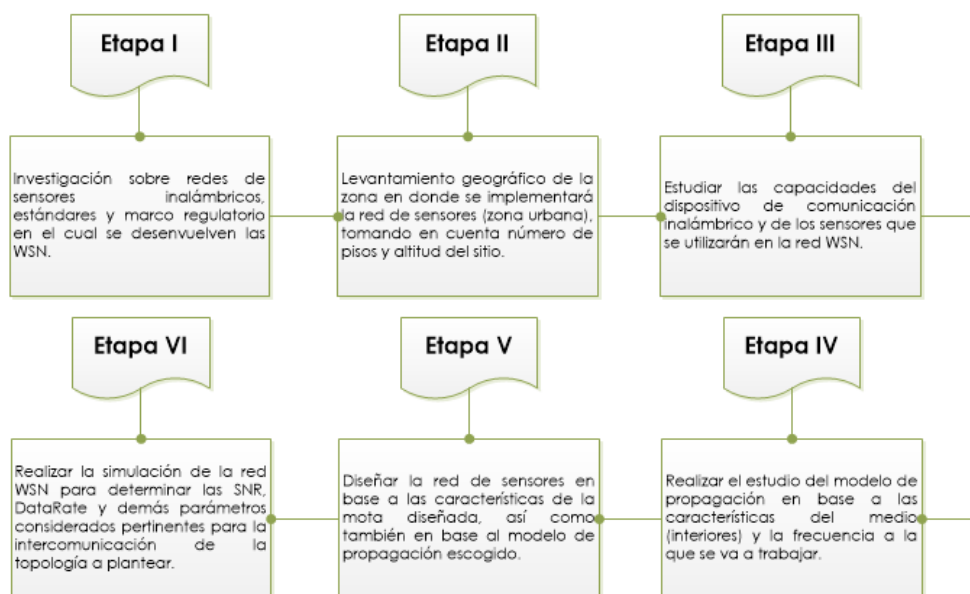 Etapa I
Investigación sobre redes de
sensores inalámbricos,
estándares y marco regulatorio
en el cual se desenvuelven las
WSN.
Etapa II
Levantamiento geográfico de la
zona en donde se implementará
la red de sensores (zona urbana),
tomando en cuenta número de
pisos y altitud del sitio.
Etapa III
Estudiar las capacidades del
dispositivo de comunicación
inalámbrico y de los sensores que
se utilizarán en la red WSN.
Etapa VI
Realizar la simulación de la red
WSN para determinar las SNR,
DataRate y demás parámetros
considerados pertinentes para la
intercomunicación de la
topología a plantear.
Etapa V
Diseñar la red de sensores en
base a las características de la
mota diseñada, así como
también en base al modelo de
propagación escogido.
Etapa IV
Realizar el estudio del modelo de
propagación en base a las
características del medio
(interiores) y la frecuencia a la
que se va a trabajar.